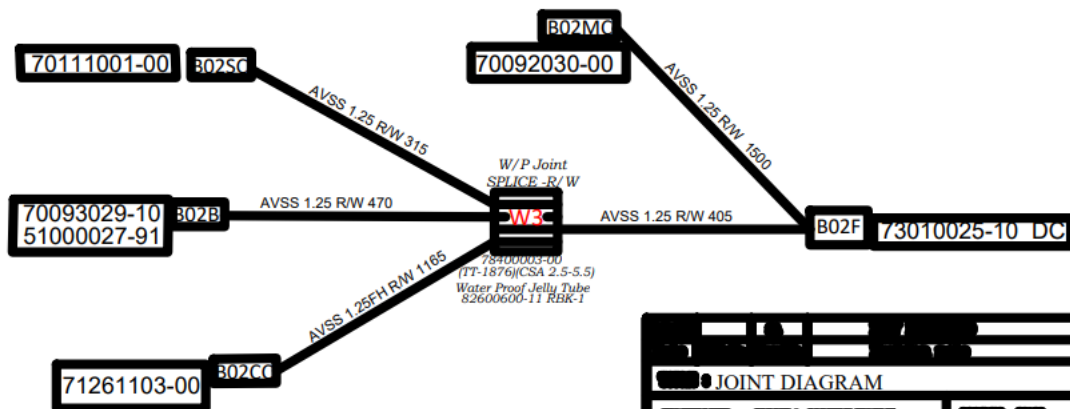 B02MC
70111001-00 B02SC
70092030-00
AVSS 1.25 R/W 315
AVSS 1.25 R/W 1500
W/P Joint
SPLICE -R/ W
70093029-10
51000027-91
B02B
AVSS 1.25 R/W 470
W3
AVSS 1.25 R/W 405
B02F
73010025-10 DC
78400003-00
(TT-1876)(CSA 2.5-5.5)
Water Proof Jelly Tube
82600600-11 RBK-1
AVSS 1.25FH R/W 1165
71261103-00 B02CC
JOINT DIAGRAM